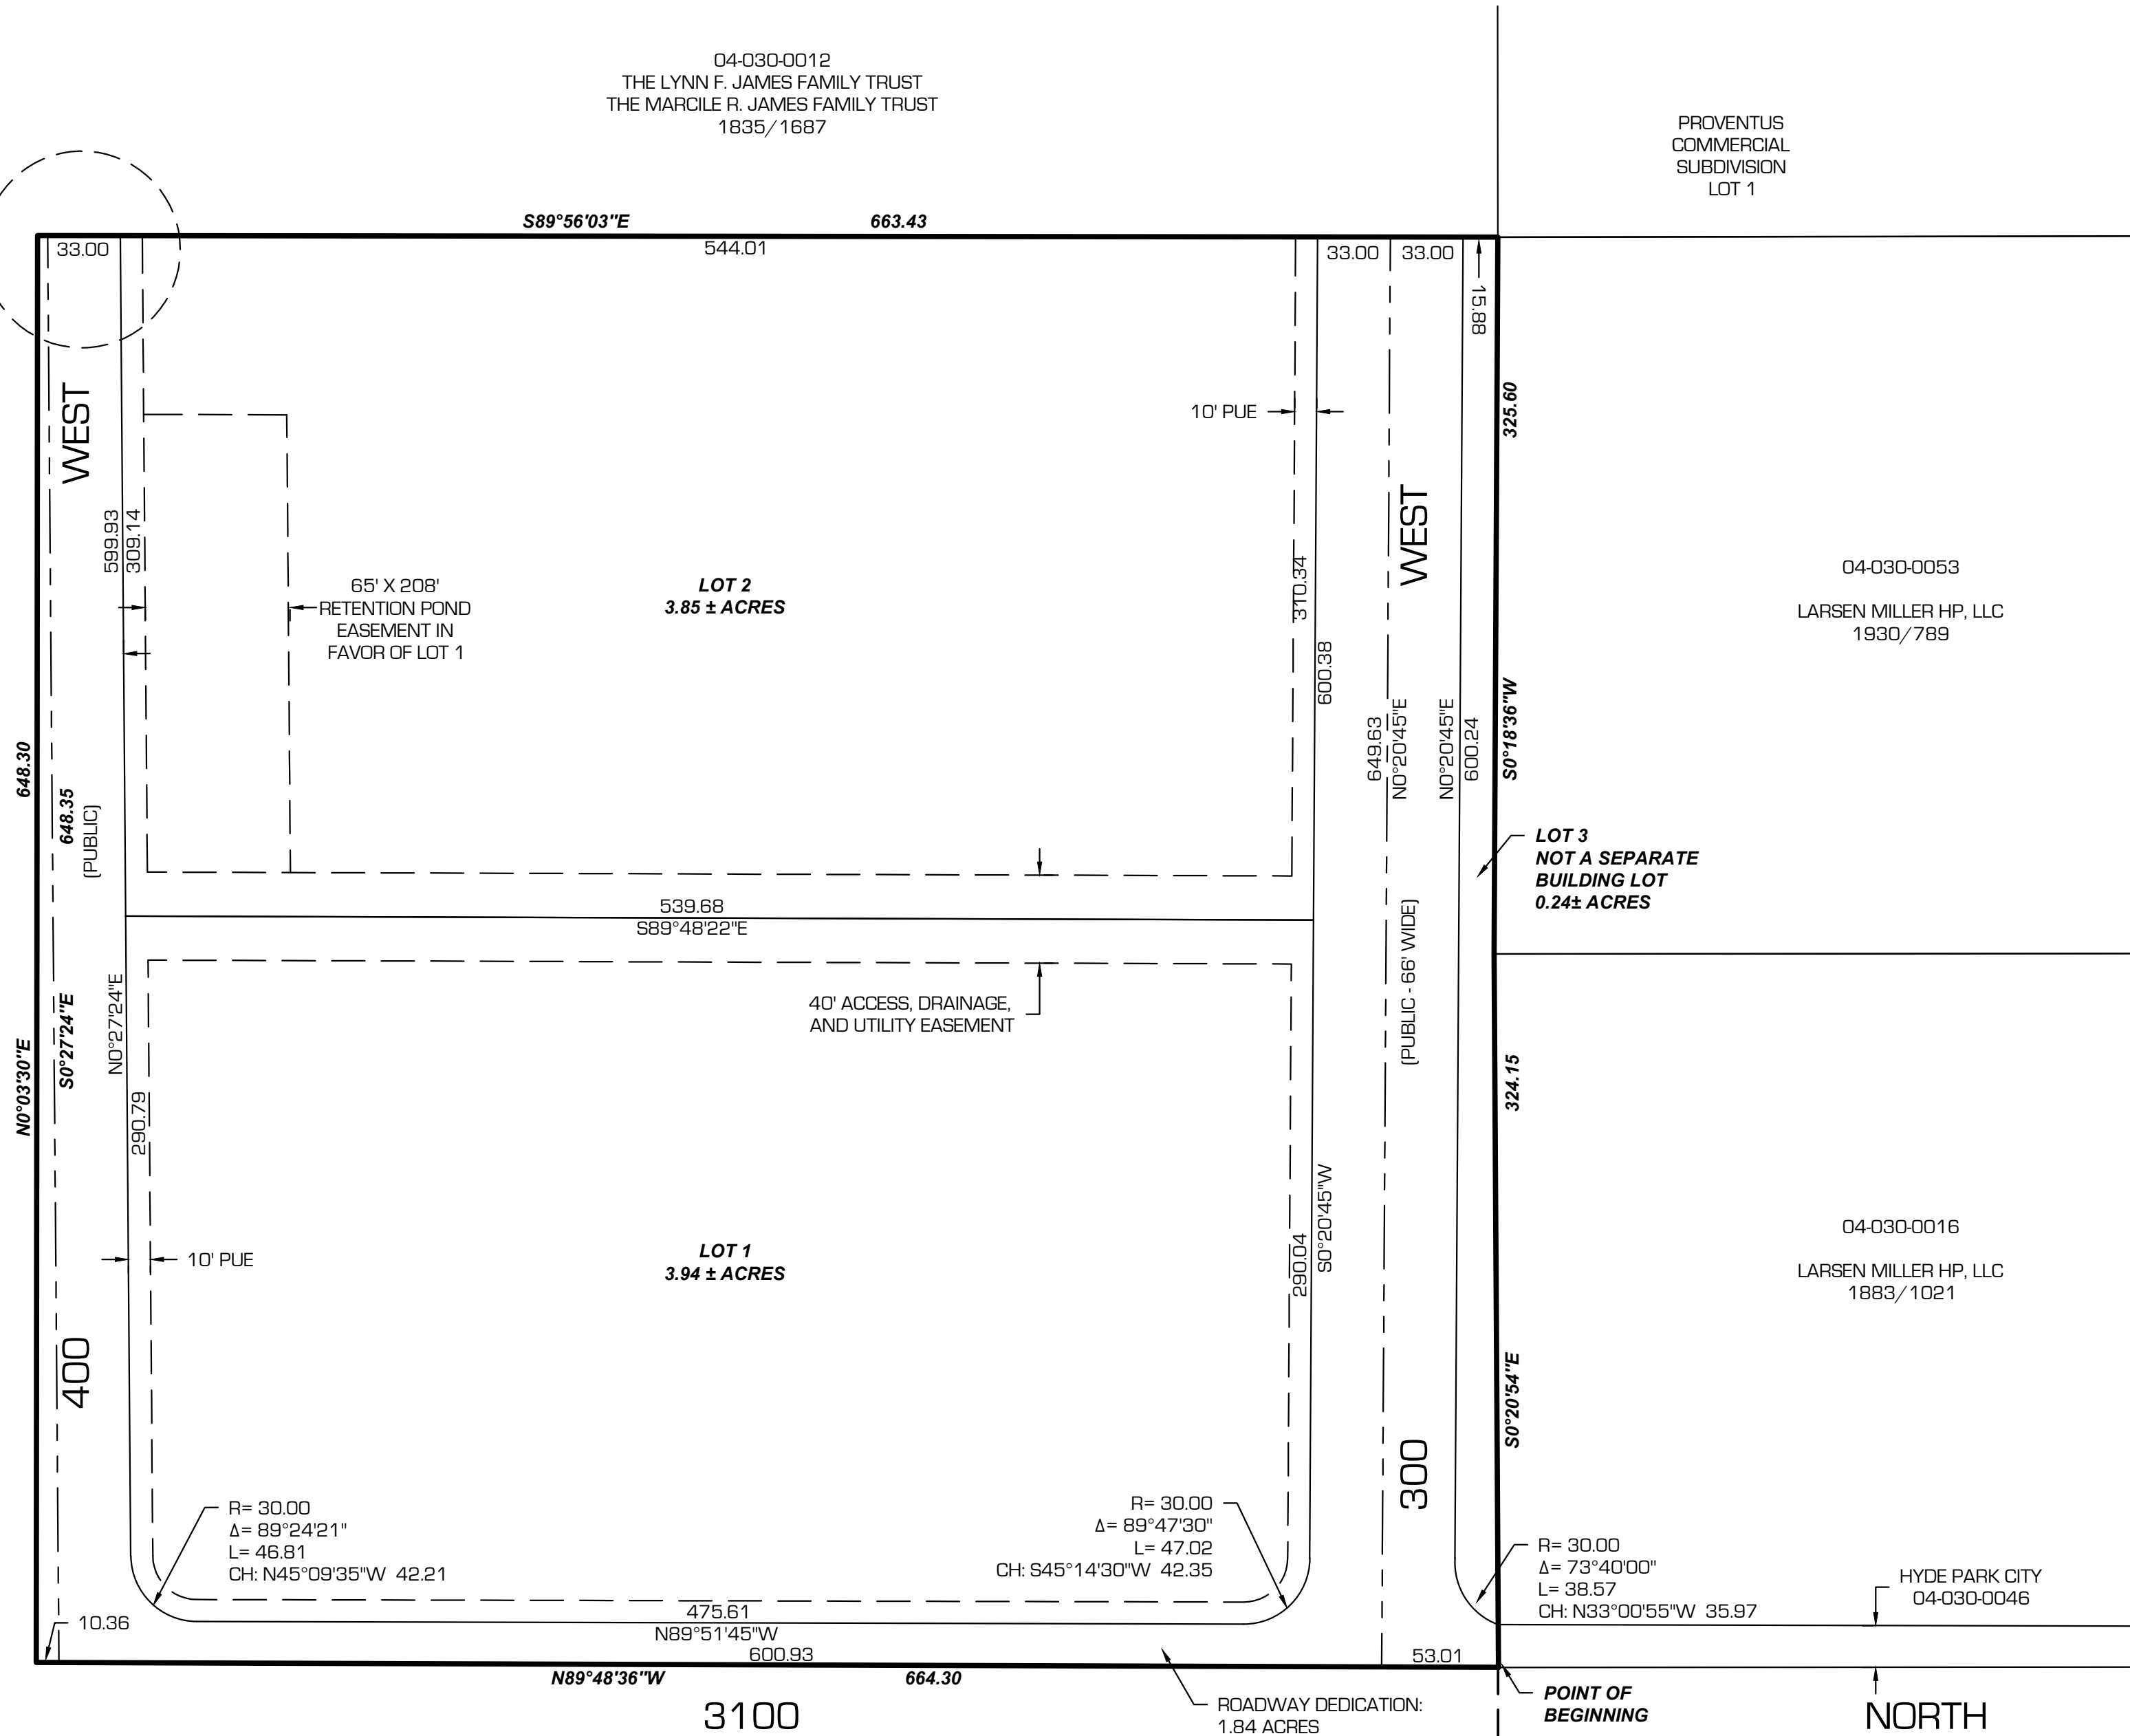 04-030-0012
THE LYNN F. JAMES FAMILY TRUST
THE MARCILE R. JAMES FAMILY TRUST
1835/1687
PROVENTUS
COMMERCIAL
SUBDIVISION
LOT 1
S89°56'03"E 663.43
33.00
544.01
33.00
33.00
15.88
WEST
10' PUE
325.60
WEST
599.93
309.14
65' X 208'
RETENTION POND
EASEMENT IN
FAVOR OF LOT 1
LOT 2
3.85 ± ACRES
310.34
600.38
04-030-0053
LARSEN MILLER HP, LLC
1930/789
648.30
648.35
(PUBLIC)
649.63
N0°20'45"E
N0°20'45"E
600.24
S0°18'36"W
LOT 3
NOT A SEPARATE
BUILDING LOT
0.24± ACRES
539.68
S89°48'22"E
(PUBLIC - 66' WIDE)
40' ACCESS, DRAINAGE,
AND UTILITY EASEMENT
N0°03'30"E
S0°27'24"E
N0°27'24"E
290.79
324.15
10' PUE
LOT 1
3.94 ± ACRES
290.04
S0°20'45"W
04-030-0016
LARSEN MILLER HP, LLC
1883/1021
400
300
S0°20'54"E
R= 30.00
Δ= 89°24'21"
L= 46.81
CH: N45°09'35"W 42.21
R= 30.00
Δ= 89°47'30"
L= 47.02
CH: S45°14'30"W 42.35
R= 30.00
Δ= 73°40'00"
L= 38.57
CH: N33°00'55"W 35.97
HYDE PARK CITY
04-030-0046
10.36
475.61
N89°51'45"W
600.93
53.01
N89°48'36"W 664.30
3100
ROADWAY DEDICATION:
1.84 ACRES
POINT OF
BEGINNING
NORTH